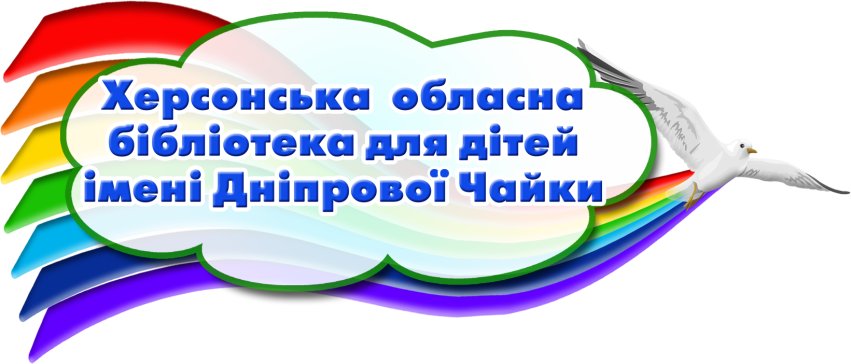 Херсонська обласна
бібліотека для дітей
імені Дніпрової Чайки